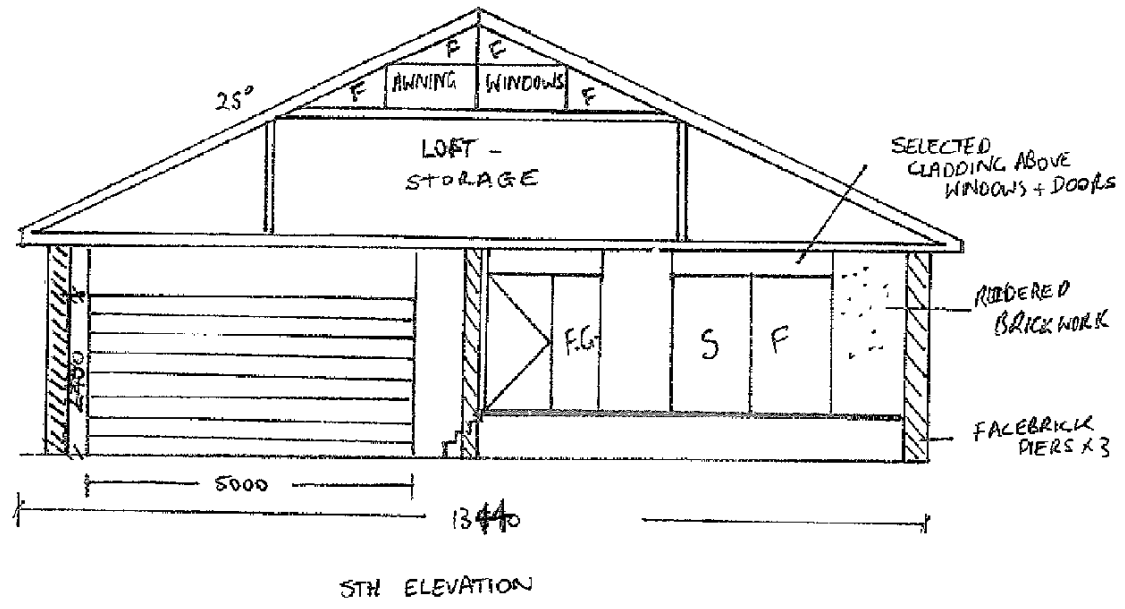 F F
AWNING WINDOWS
F F
25°
LOFT -
STORAGE
SELECTED
CLADDING ABOVE
WINDOWS + DOORS
RENDERED
BRICKWORK
F.G.
S F
FACEBRICK
PIERS X 3
5000
STH ELEVATION